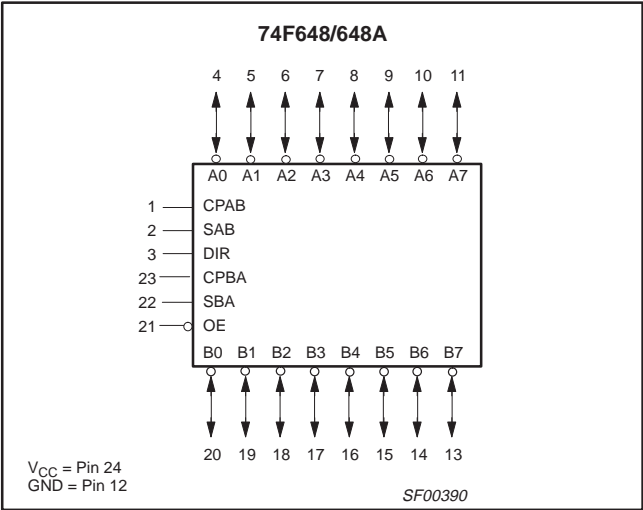 74F648/648A
4 5 6 7 8 9 10 11
A0 A1 A2 A3 A4 A5 A6 A7
1 CPAB
2 SAB
3 DIR
23 CPBA
22 SBA
21 OE
B0 B1 B2 B3 B4 B5 B6 B7
20 19 18 17 16 15 14 13
VCC = Pin 24
GND = Pin 12
SF00390